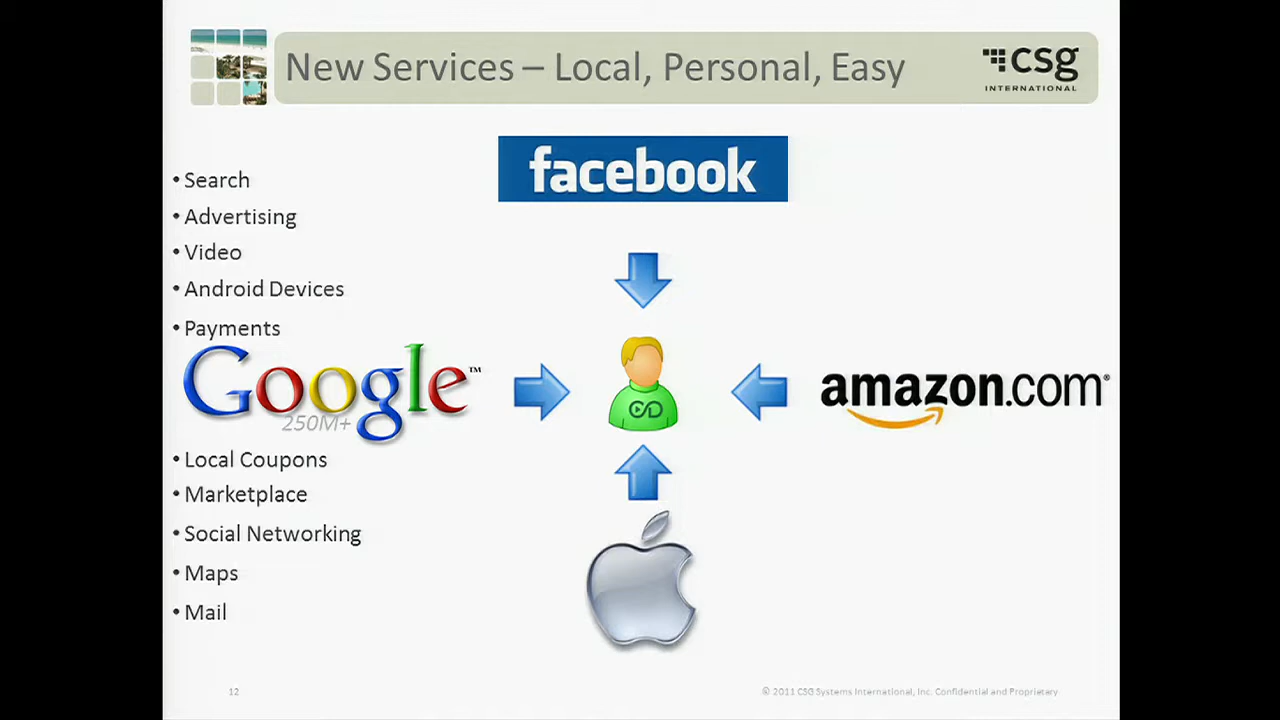 New Services – Local, Personal, Easy
csg
INTERNATIONAL
facebook
• Search
• Advertising
• Video
• Android Devices
• Payments
Google™
250M+
amazon.com®
• Local Coupons
• Marketplace
• Social Networking
• Maps
• Mail
12
© 2011 CSG Systems International, Inc. Confidential and Proprietary